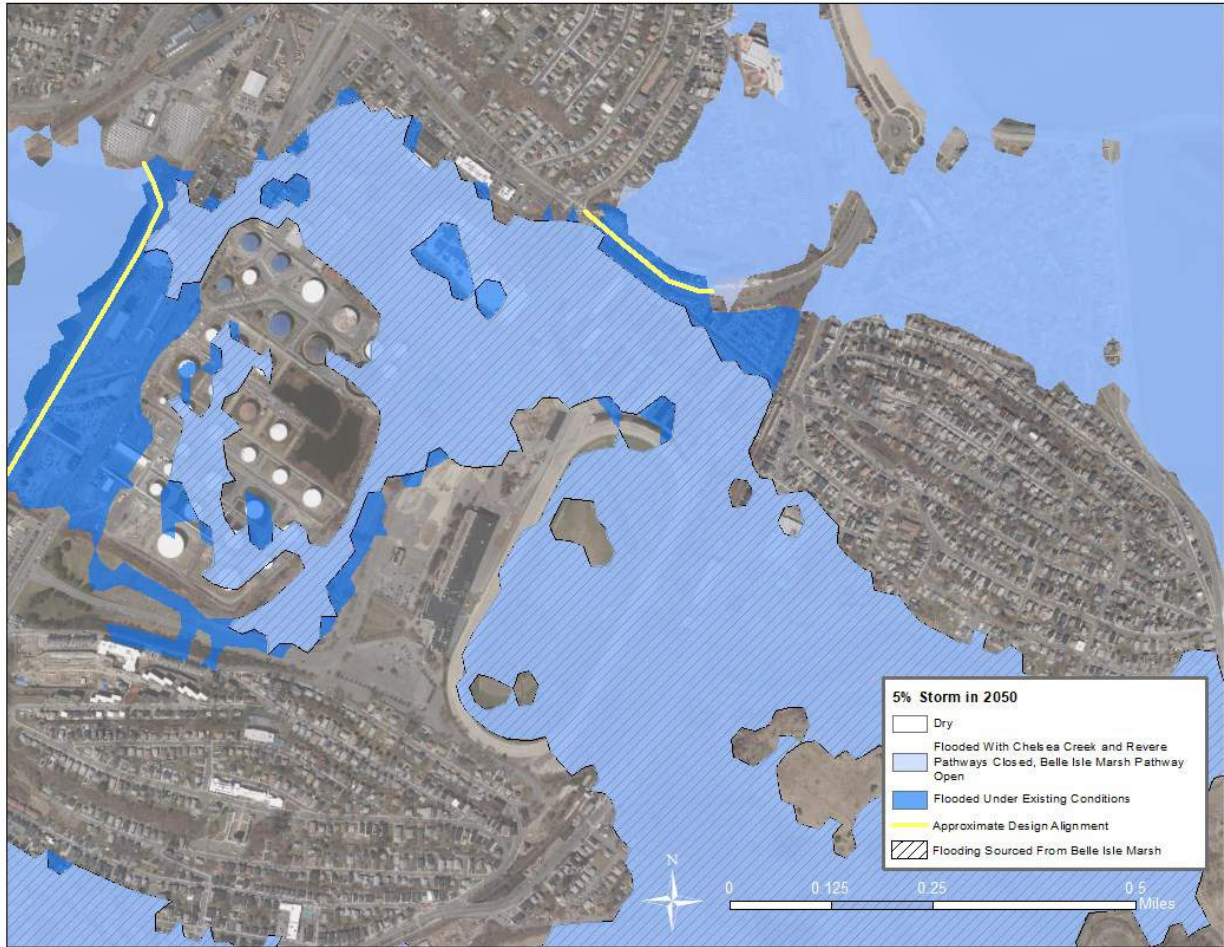 5% Storm in 2050
Dry
Flooded With Chelsea Creek and Revere
Pathways Closed, Belle Isle Marsh Pathway
Open
Flooded Under Existing Conditions
Approximate Design Alignment
Flooding Sourced From Belle Isle Marsh
N
0 0.125 0.25 0.5
Miles